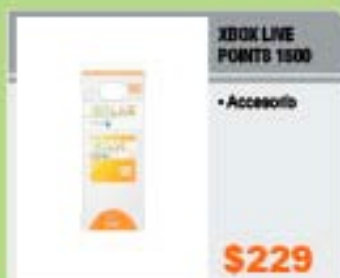 XBOX LIVE
POINTS 1600
• Accesorio
$229